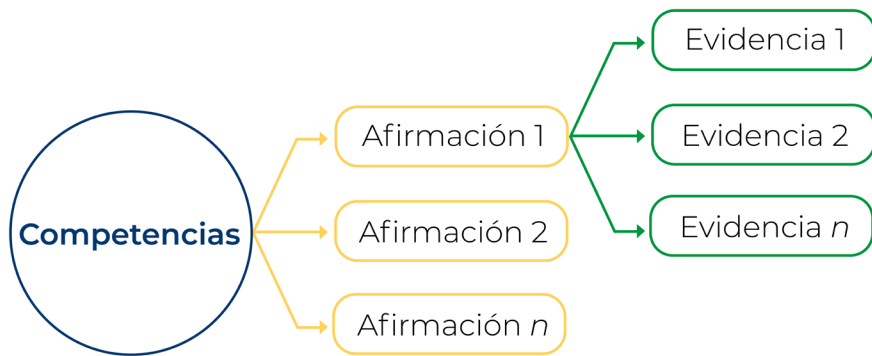 Competencias
Afirmación 1
Afirmación 2
Afirmación n
Evidencia 1
Evidencia 2
Evidencia n